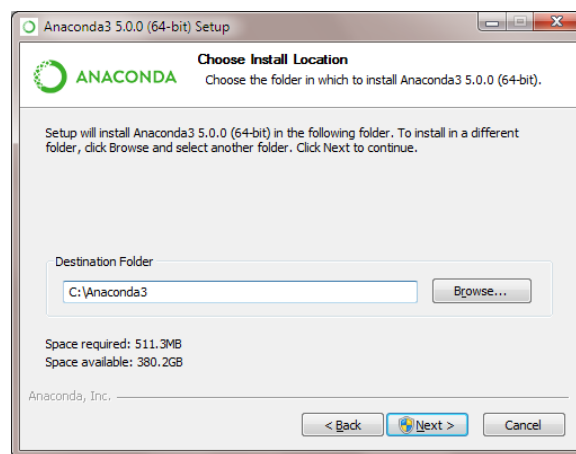 Anaconda3 5.0.0 (64-bit) Setup
ANACONDA
Choose Install Location
Choose the folder in which to install Anaconda3 5.0.0 (64-bit).
Setup will install Anaconda3 5.0.0 (64-bit) in the following folder. To install in a different
folder, click Browse and select another folder. Click Next to continue.
Destination Folder
C:\Anaconda3
Browse...
Space required: 511.3MB
Space available: 380.2GB
Anaconda, Inc.
< Back
Next >
Cancel